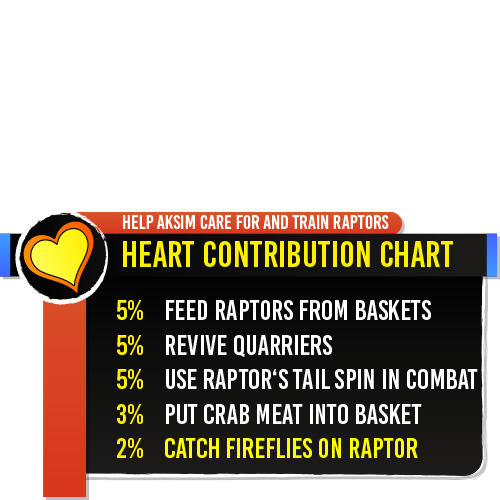 HELP AKSIM CARE FOR AND TRAIN RAPTORS
HEART CONTRIBUTION CHART
5% FEED RAPTORS FROM BASKETS
5% REVIVE QUARRIERS
5% USE RAPTOR'S TAIL SPIN IN COMBAT
3% PUT CRAB MEAT INTO BASKET
2% CATCH FIREFLIES ON RAPTOR